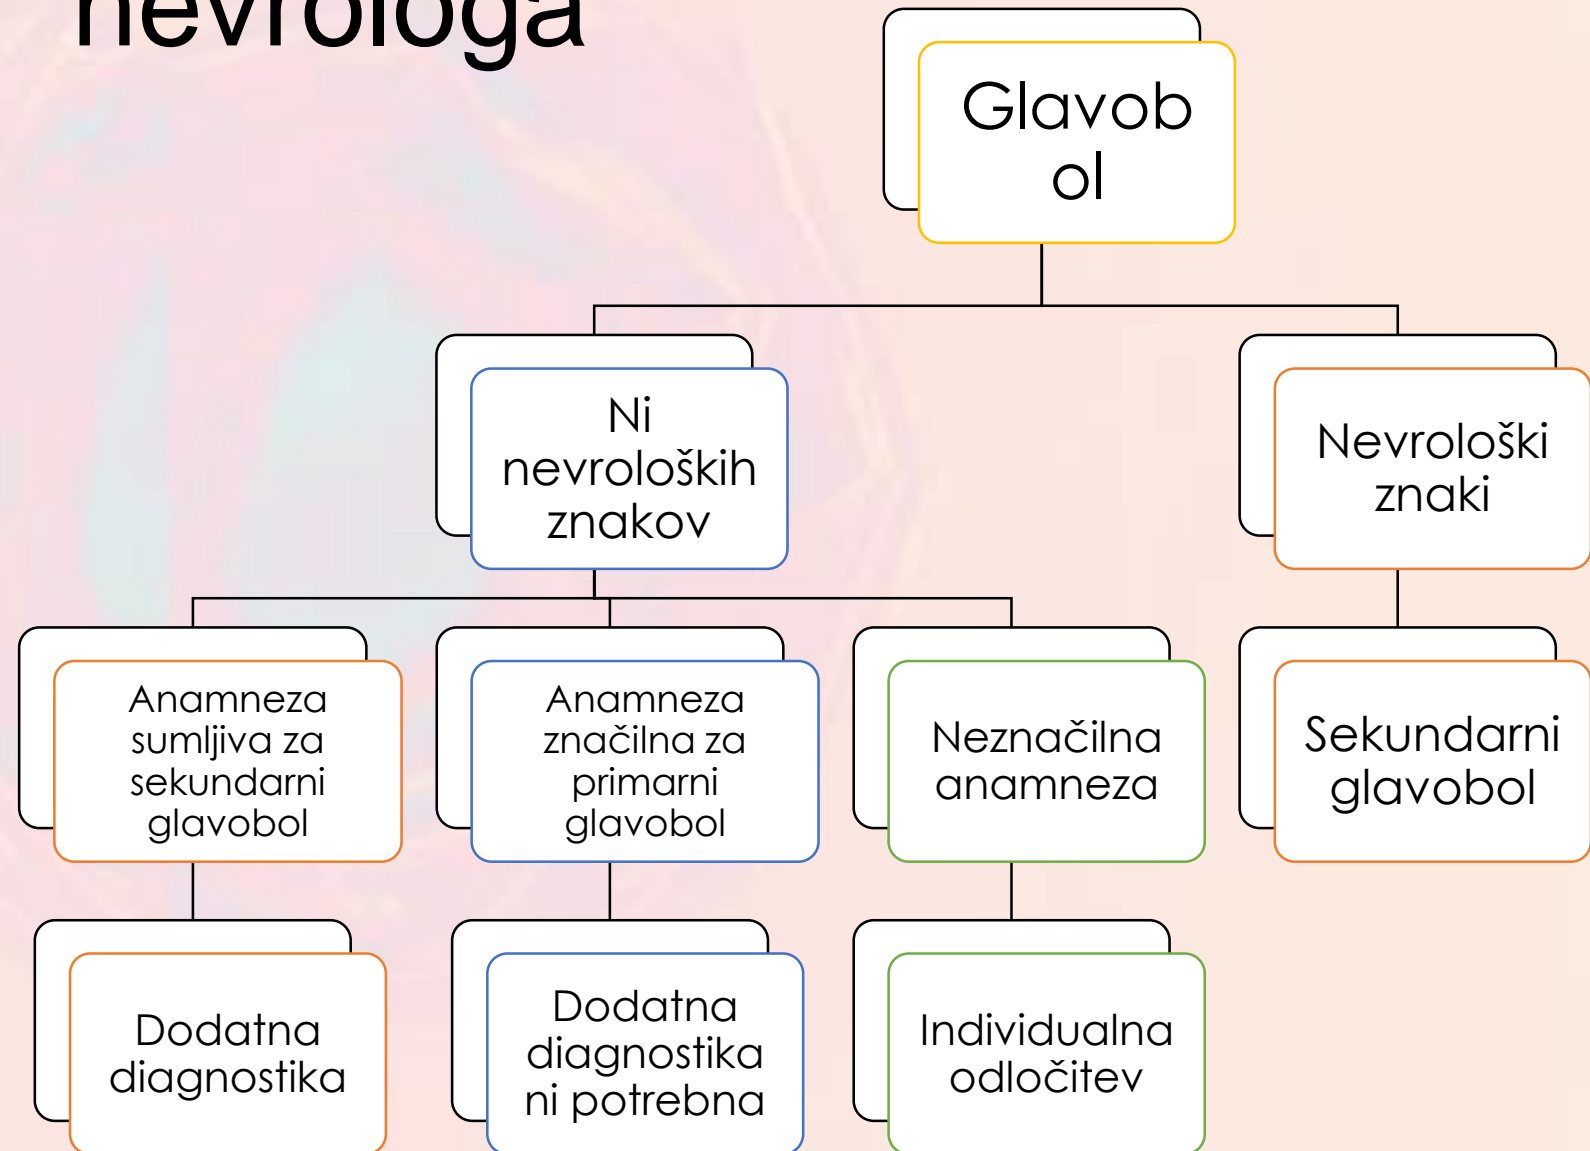 nevrologa
Glavob
ol
Ni
nevroloških
znakov
Nevrološki
znaki
Anamneza
sumljiva za
sekundarni
glavobol
Anamneza
značilna za
primarni
glavobol
Neznačilna
anamneza
Sekundarni
glavobol
Dodatna
diagnostika
Dodatna
diagnostika
ni potrebna
Individualna
odločitev